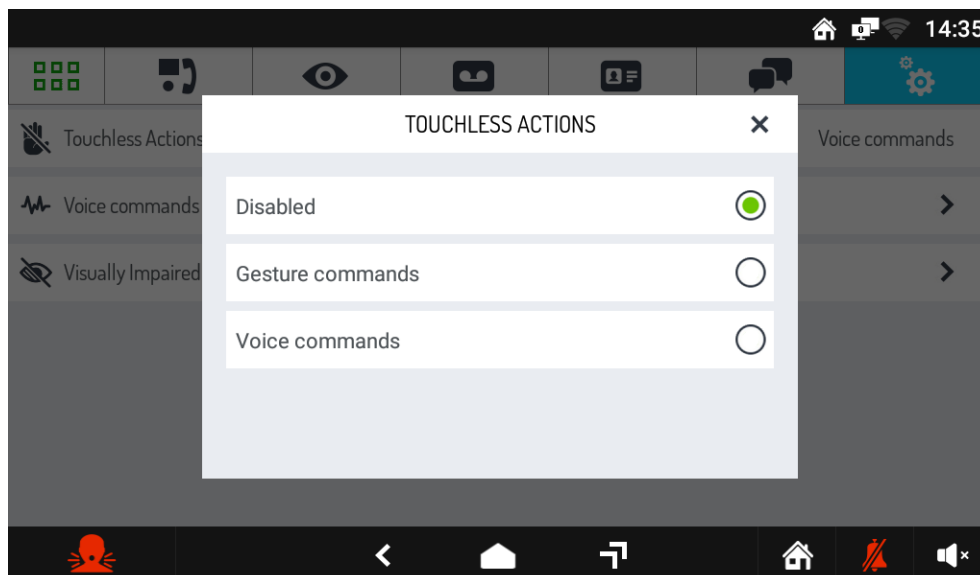 14:35
TOUCHLESS ACTIONS
Touchless Actions
Voice commands
Disabled
Voice commands
Gesture commands
Visually Impaired
Voice commands